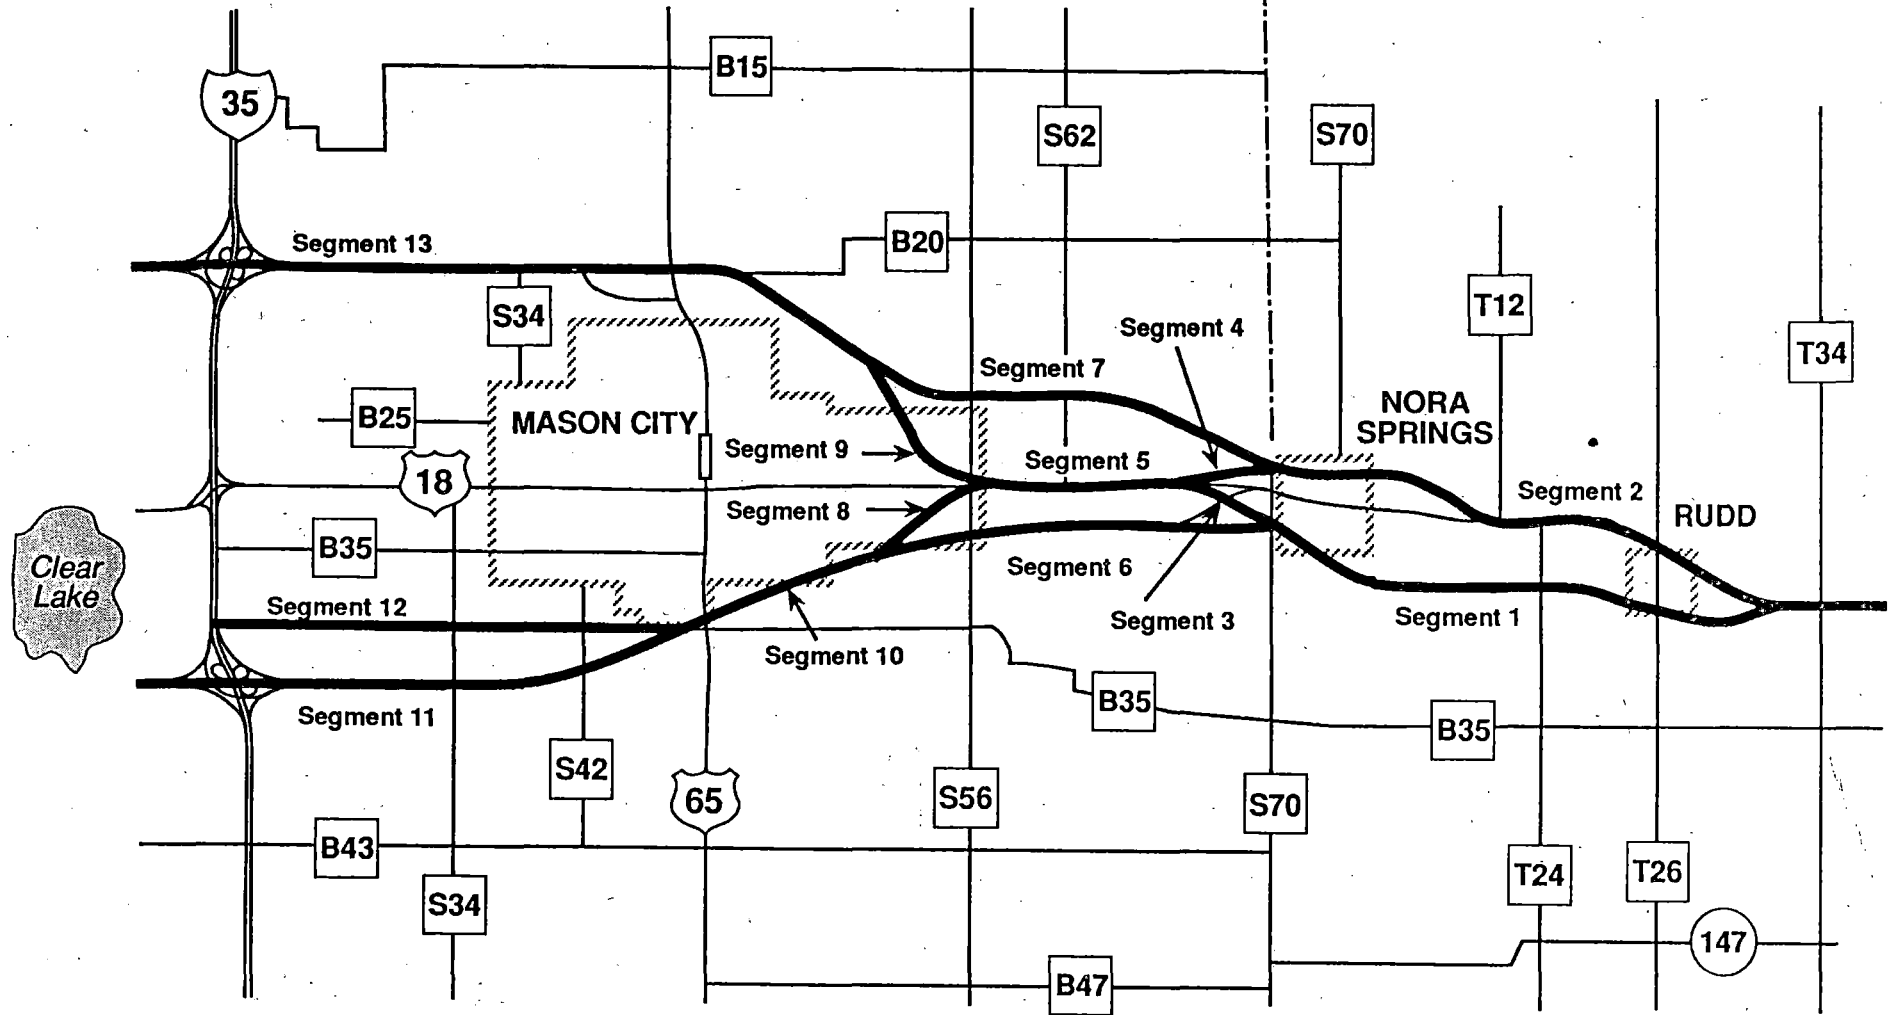 B15
35
S62
S70
Segment 13
B20
S34
T12
Segment 4
T34
Segment 7
NORA
SPRINGS
B25
MASON CITY
Segment 9
Segment 5
18
Segment 2
Segment 8
RUDD
B35
Clear
Lake
Segment 6
Segment 12
Segment 3
Segment 1
Segment 10
B35
Segment 11
B35
S42
65
S56
S70
B43
T24
T26
S34
147
B47